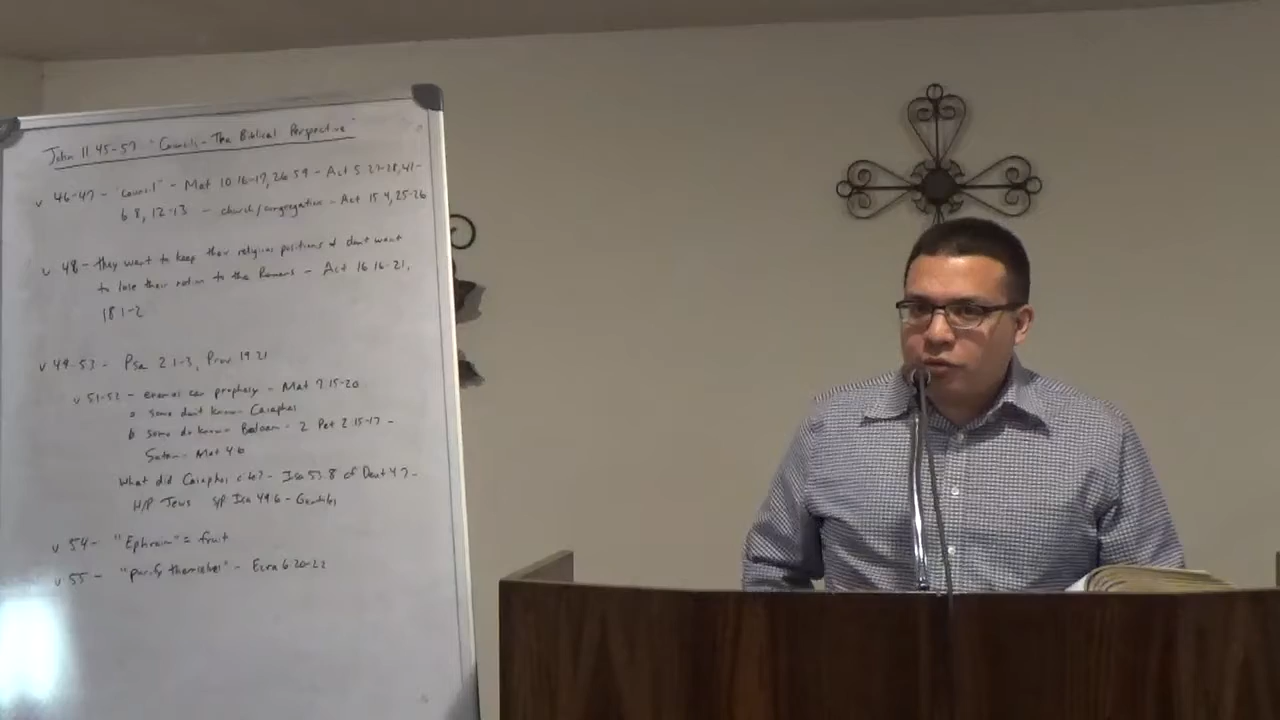 John 11 45-57 "Councils - The Biblical Perspective"
v 46-47 - "council" - Mat 10 16-17, 26 59 - Act 5 27-28, 41 -
6 8, 12-13 - church/congregation - Act 15 4, 25-26
v 48 - they want to keep their religious positions & don't want
to lose their nation to the Romans - Act 16 16-21,
18 1-2
v 49-53 - Psa 2 1-3, Prov 19 21
v 51-52 - enemies can prophesy - Mat 7 15-20
a some don't know - Caiaphas
b some do know - Balaam - 2 Pet 2 15-17 -
Satan - Mat 4 6
What did Caiaphas cite? - Isa 53.8 cf Deut 4 7 -
H/P Jews S/P Isa 49 6 - Gentiles
v 54 - "Ephraim" = fruit
v 55 - "purify themselves" - Ezra 6 20-22